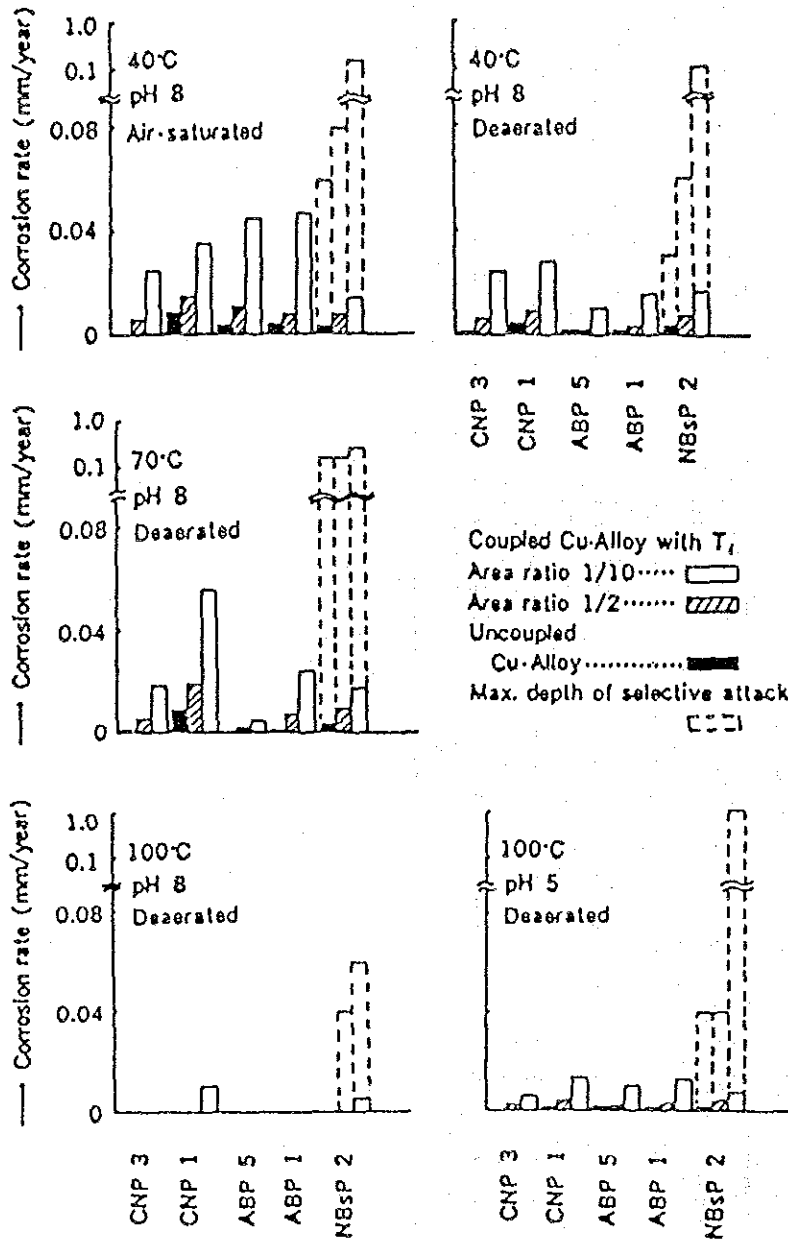 → Corrosion rate (mm/year)
1.0
0.1
0.08
0.04
0
40°C
pH 8
Air-saturated
40°C
pH 8
Deaerated
CNP 3
CNP 1
ABP 5
ABP 1
NBsP 2
→ Corrosion rate (mm/year)
1.0
0.1
0.08
0.04
0
70°C
pH 8
Deaerated
Coupled Cu-Alloy with Ti
Area ratio 1/10
Area ratio 1/2
Uncoupled
Cu-Alloy
Max. depth of selective attack
→ Corrosion rate (mm/year)
1.0
0.1
0.08
0.04
0
100°C
pH 8
Deaerated
CNP 3
CNP 1
ABP 5
ABP 1
NBsP 2
100°C
pH 5
Deaerated
CNP 3
CNP 1
ABP 5
ABP 1
NBsP 2